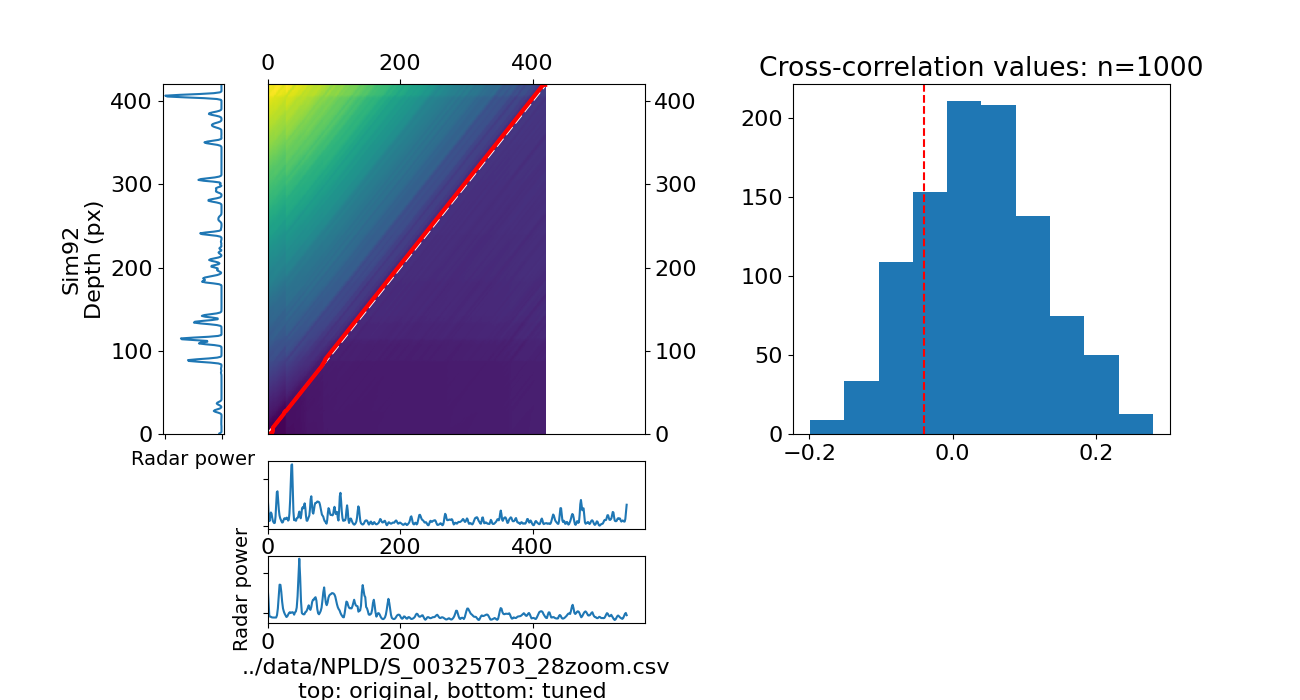 0 200 400
Cross-correlation values: n=1000
400
300
200
100
0
Sim92
Depth (px)
Radar power
400
300
200
100
0
200
150
100
50
0
−0.2 0.0 0.2
0 200 400
Radar power
0 200 400
../data/NPLD/S_00325703_28zoom.csv
top: original, bottom: tuned